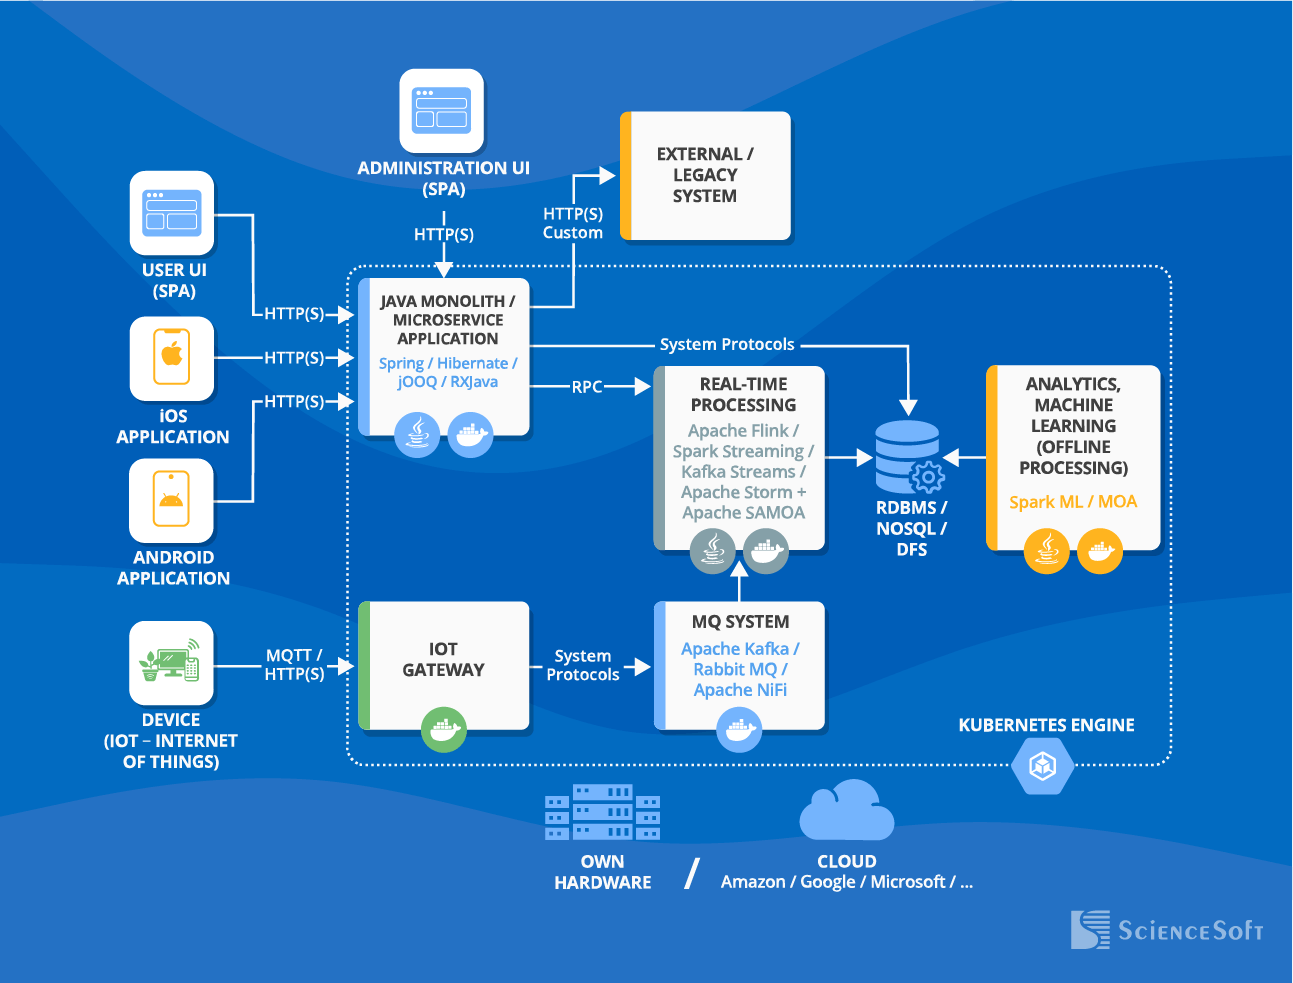 ADMINISTRATION UI
(SPA)
HTTP(S)
EXTERNAL /
LEGACY
SYSTEM
HTTP(S)
Custom
USER UI
(SPA)
HTTP(S)
iOS
APPLICATION
HTTP(S)
ANDROID
APPLICATION
HTTP(S)
JAVA MONOLITH /
MICROSERVICE
APPLICATION
Spring / Hibernate /
jOOQ / RXJava
System Protocols
RPC
REAL-TIME
PROCESSING
Apache Flink /
Spark Streaming /
Kafka Streams /
Apache Storm +
Apache SAMOA
RDBMS /
NOSQL /
DFS
ANALYTICS,
MACHINE
LEARNING
(OFFLINE
PROCESSING)
Spark ML / MOA
DEVICE
(IOT – INTERNET
OF THINGS)
MQTT /
HTTP(S)
IOT
GATEWAY
System
Protocols
MQ SYSTEM
Apache Kafka /
Rabbit MQ /
Apache NiFi
KUBERNETES ENGINE
OWN
HARDWARE
/
CLOUD
Amazon / Google / Microsoft / ...
ScienceSoft